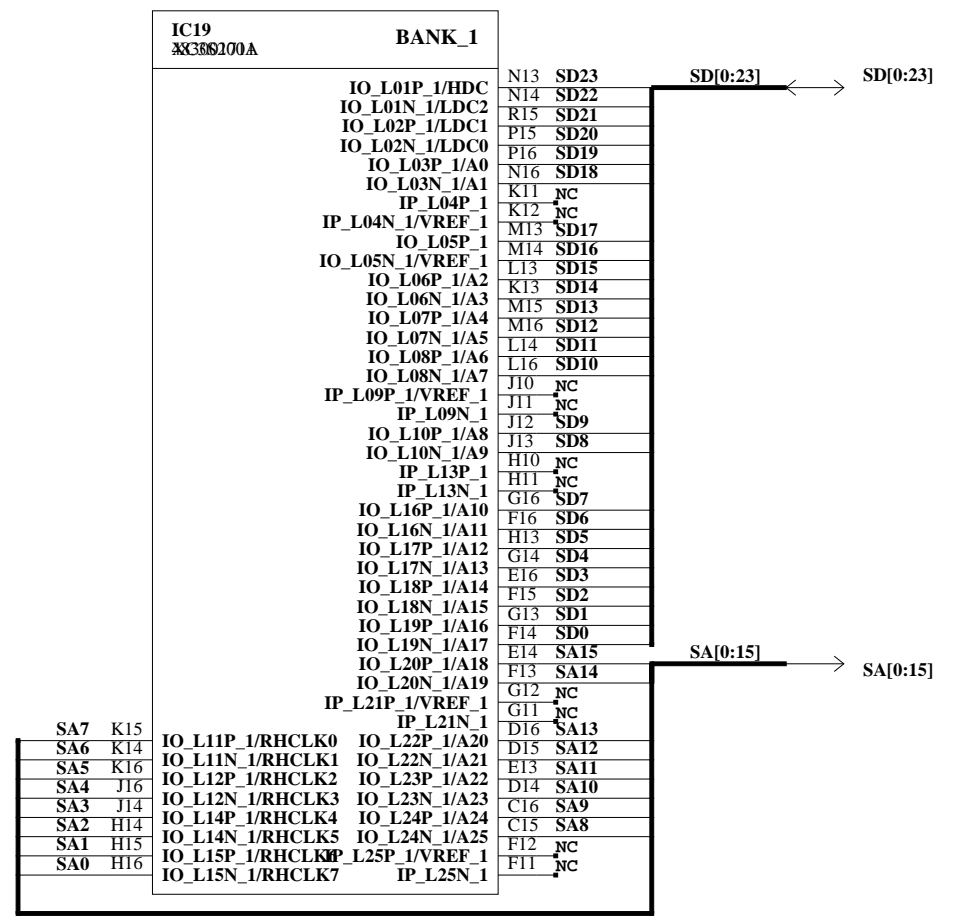 IC19 BANK_1
IO_L01P_1/HDC N13 SD23 SD[0:23] SD[0:23]
IO_L01N_1/LDC2 N14 SD22
IO_L02P_1/LDC1 R15 SD21
IO_L02N_1/LDC0 P15 SD20
IO_L03P_1/A0 P16 SD19
IO_L03N_1/A1 N16 SD18
IP_L04P_1 K11 NC
IP_L04N_1/VREF_1 K12 NC
IO_L05P_1 M13 SD17
IO_L05N_1/VREF_1 M14 SD16
IO_L06P_1/A2 L13 SD15
IO_L06N_1/A3 K13 SD14
IO_L07P_1/A4 M15 SD13
IO_L07N_1/A5 M16 SD12
IO_L08P_1/A6 L14 SD11
IO_L08N_1/A7 L16 SD10
IP_L09P_1/VREF_1 J10 NC
IP_L09N_1 J11 NC
IO_L10P_1/A8 J12 SD9
IO_L10N_1/A9 J13 SD8
IP_L13P_1 H10 NC
IP_L13N_1 H11 NC
IO_L16P_1/A10 G16 SD7
IO_L16N_1/A11 F16 SD6
IO_L17P_1/A12 H13 SD5
IO_L17N_1/A13 G14 SD4
IO_L18P_1/A14 E16 SD3
IO_L18N_1/A15 F15 SD2
IO_L19P_1/A16 G13 SD1
IO_L19N_1/A17 F14 SD0
IO_L20P_1/A18 E14 SA15 SA[0:15] SA[0:15]
IO_L20N_1/A19 F13 SA14
IP_L21P_1/VREF_1 G12 NC
IP_L21N_1 G11 NC
SA7 K15 IO_L11P_1/RHCLK0 IO_L22P_1/A20 D16 SA13
SA6 K14 IO_L11N_1/RHCLK1 IO_L22N_1/A21 D15 SA12
SA5 K16 IO_L12P_1/RHCLK2 IO_L23P_1/A22 E13 SA11
SA4 J16 IO_L12N_1/RHCLK3 IO_L23N_1/A23 D14 SA10
SA3 J14 IO_L14P_1/RHCLK4 IO_L24P_1/A24 C16 SA9
SA2 H14 IO_L14N_1/RHCLK5 IO_L24N_1/A25 C15 SA8
SA1 H15 IO_L15P_1/RHCLK6 IP_L25P_1/VREF_1 F12 NC
SA0 H16 IO_L15N_1/RHCLK7 IP_L25N_1 F11 NC